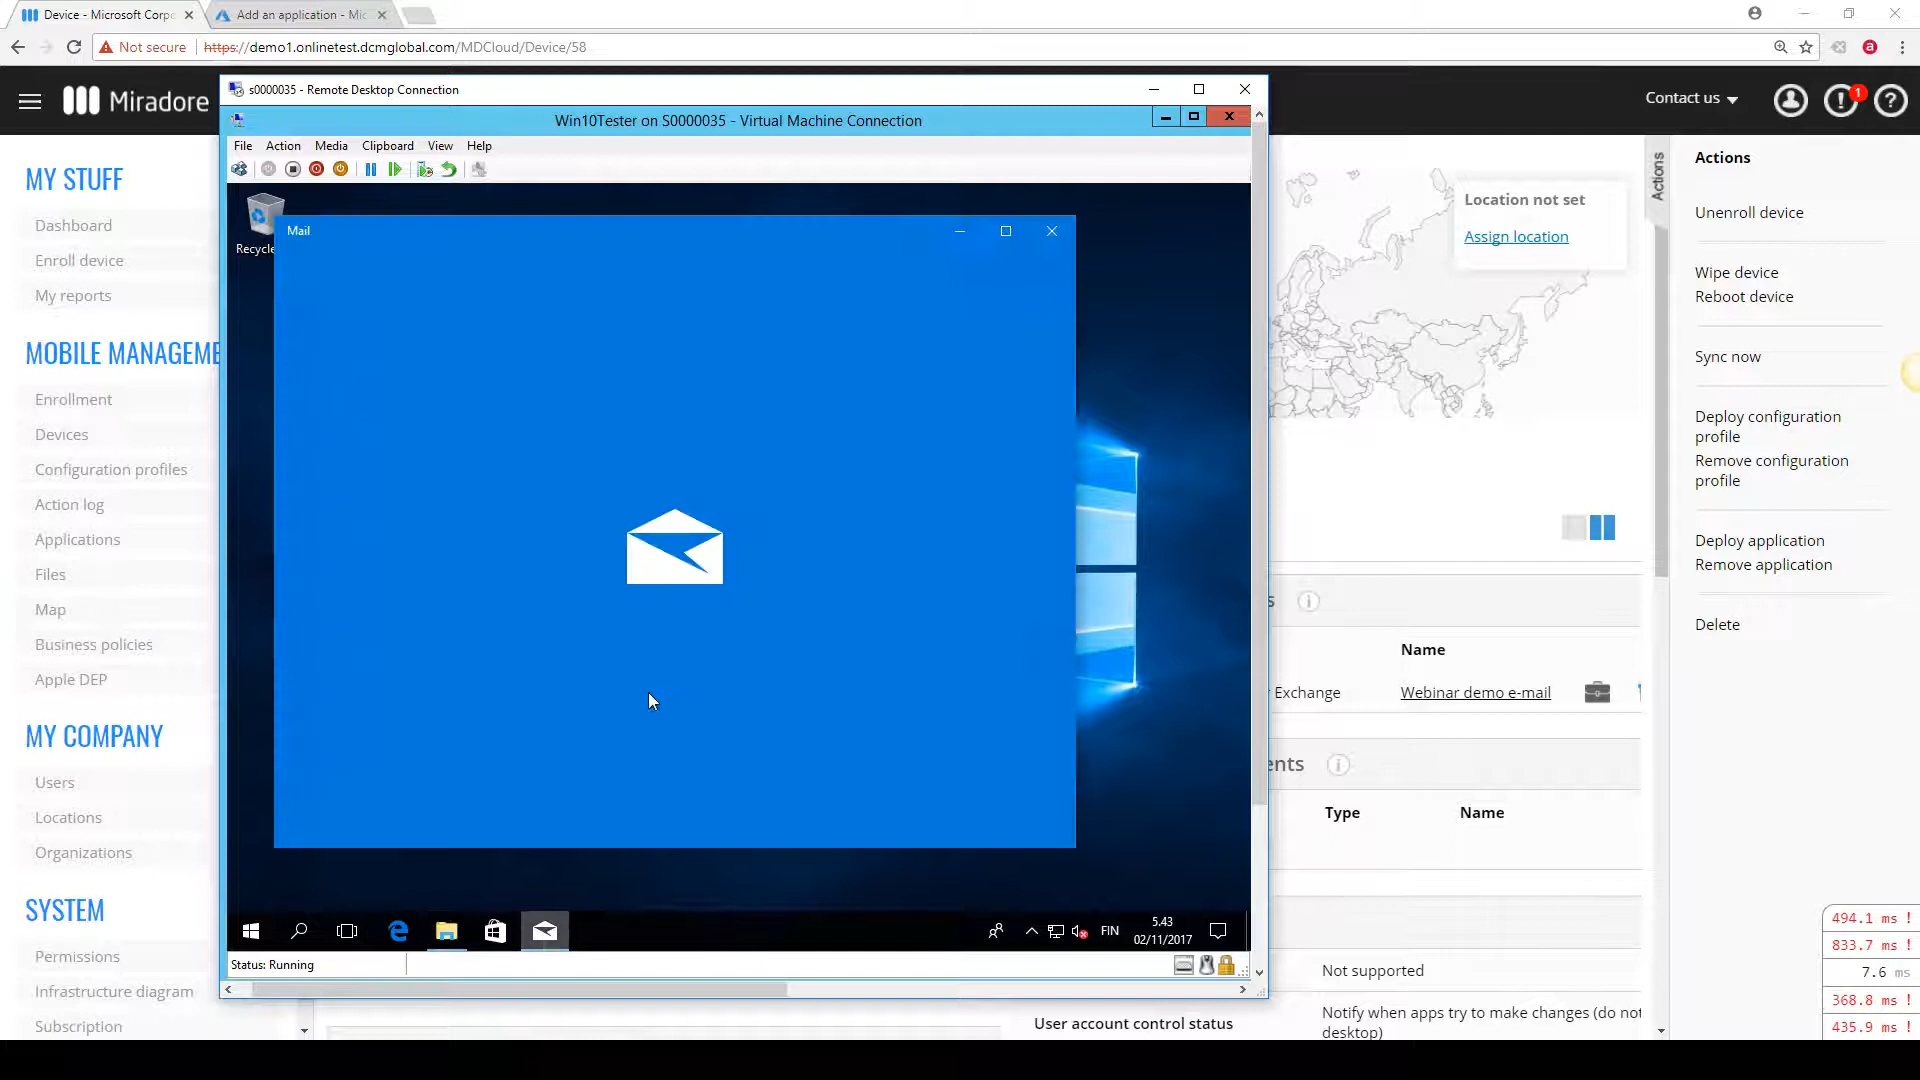 Device - Microsoft Corpo
Add an application - Mic
Not secure
https://demo1.onlinetest.dcmglobal.com/MDCloud/Device/58
Miradore
Contact us
1
?
MY STUFF
Dashboard
Enroll device
My reports
MOBILE MANAGEME
Enrollment
Devices
Configuration profiles
Action log
Applications
Files
Map
Business policies
Apple DEP
MY COMPANY
Users
Locations
Organizations
SYSTEM
Permissions
Infrastructure diagram
Subscription
s0000035 - Remote Desktop Connection
Win10Tester on S0000035 - Virtual Machine Connection
File Action Media Clipboard View Help
Recycle
Mail
FIN
5.43
02/11/2017
Status: Running
Location not set
Assign location
s
Name
Exchange
Webinar demo e-mail
ents
Type
Name
Not supported
User account control status
Notify when apps try to make changes (do not
desktop)
Actions
Actions
Unenroll device
Wipe device
Reboot device
Sync now
Deploy configuration
profile
Remove configuration
profile
Deploy application
Remove application
Delete
494.1 ms !
833.7 ms !
7.6 ms
368.8 ms !
435.9 ms !